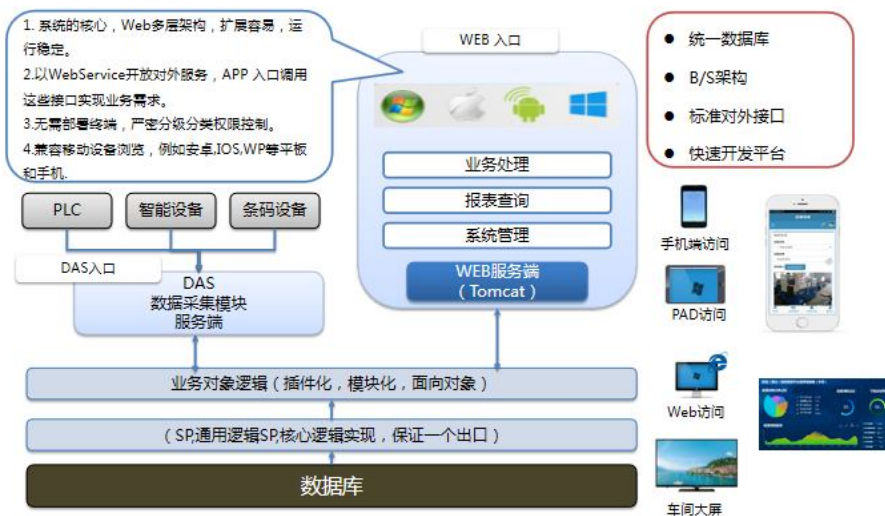 1. 系统的核心，Web多层架构，扩展容易，运
行稳定。
2.以WebService开放对外服务，APP 入口调用
这些接口实现业务需求。
3.无需部署终端，严密分级分类权限控制。
4.兼容移动设备浏览，例如安卓,IOS,WP等平板
和手机.
WEB 入口
业务处理
报表查询
系统管理
WEB服务端
（Tomcat）
● 统一数据库
● B/S架构
● 标准对外接口
● 快速开发平台
PLC
智能设备
条码设备
DAS入口
DAS
数据采集模块
服务端
业务对象逻辑（插件化，模块化，面向对象）
（SP,通用逻辑SP,核心逻辑实现，保证一个出口）
数据库
手机端访问
PAD访问
Web访问
车间大屏